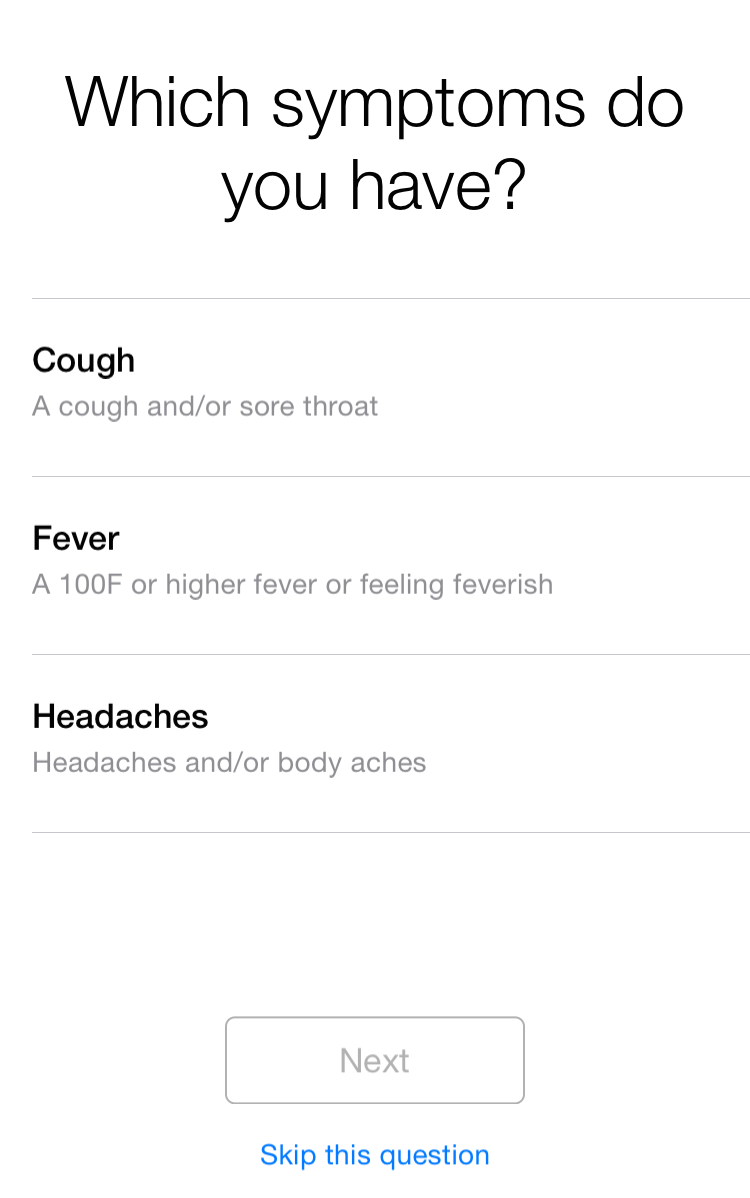 Which symptoms do
you have?
Cough
A cough and/or sore throat
Fever
A 100F or higher fever or feeling feverish
Headaches
Headaches and/or body aches
Next
Skip this question